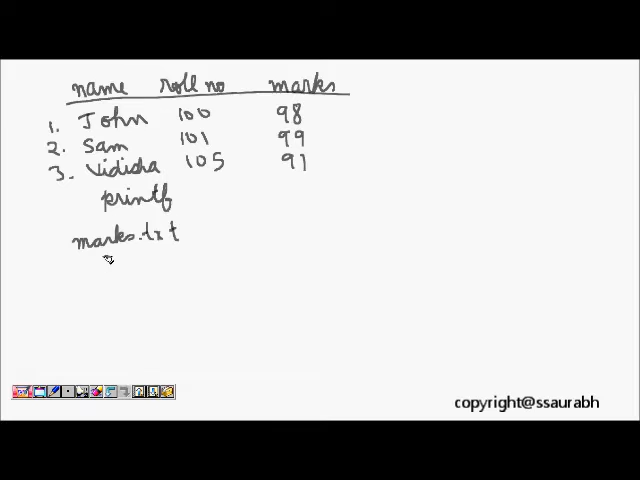 name roll no marks
1. John 100 98
2. Sam 101 99
3. Vidisha 105 91
printf
marks.txt
copyright@ssaurabh